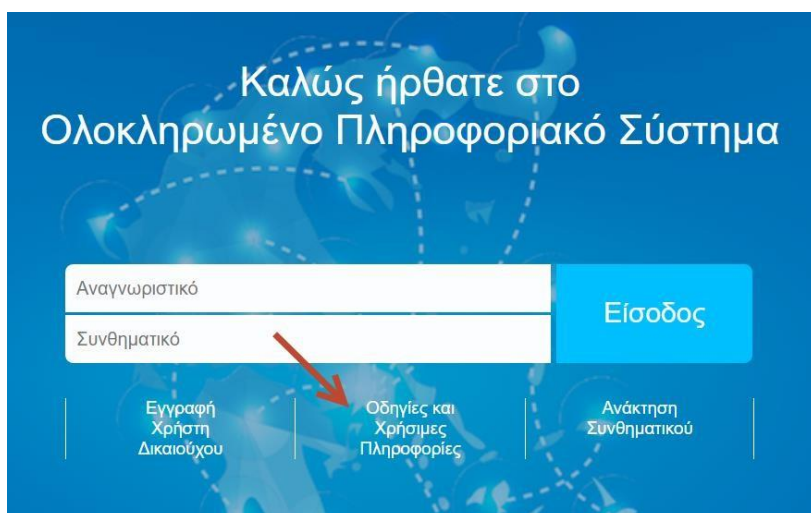 Καλώς ήρθατε στο
Ολοκληρωμένο Πληροφοριακό Σύστημα
Αναγνωριστικό
Είσοδος
Συνθηματικό
Εγγραφή
Χρήστη
Δικαιούχου
Οδηγίες και
Χρήσιμες
Πληροφορίες
Ανάκτηση
Συνθηματικού